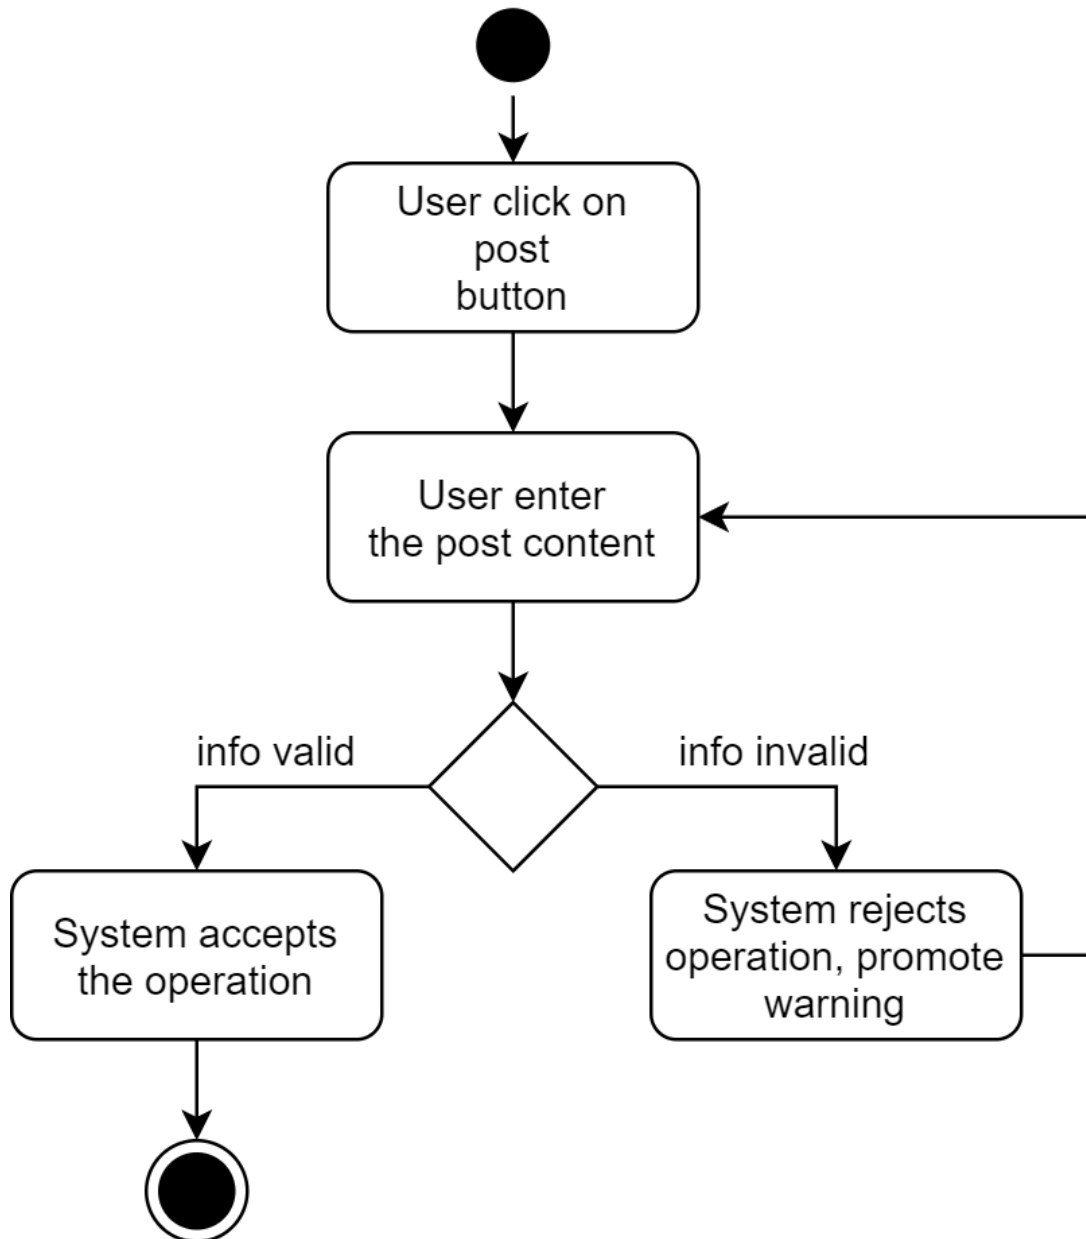 User click on
post
button
User enter
the post content
info valid
info invalid
System accepts
the operation
System rejects
operation, promote
warning